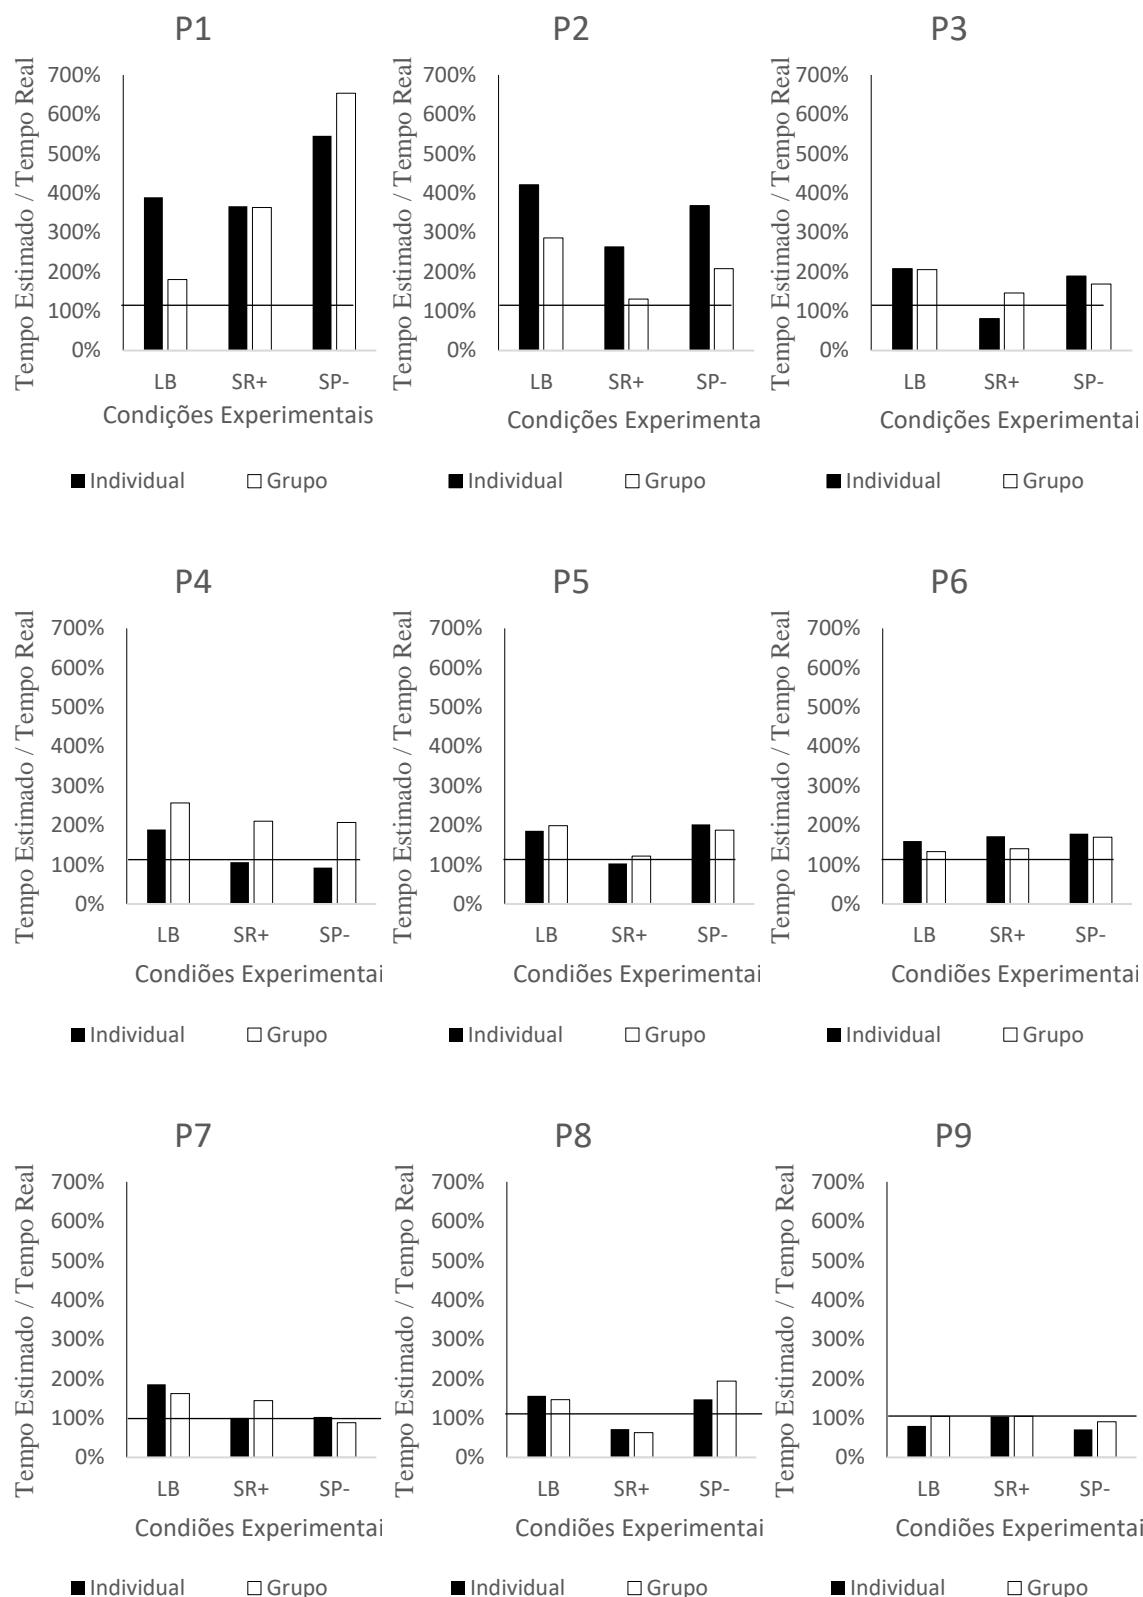 P1
P2
P3
Tempo Estimado / Tempo Real
700%
600%
500%
400%
300%
200%
100%
0%
LB SR+ SP-
Condições Experimentais
Individual Grupo
Tempo Estimado / Tempo Real
700%
600%
500%
400%
300%
200%
100%
0%
LB SR+ SP-
Condições Experimenta
Individual Grupo
Tempo Estimado / Tempo Real
700%
600%
500%
400%
300%
200%
100%
0%
LB SR+ SP-
Condições Experimentai
Individual Grupo
P4
P5
P6
Tempo Estimado / Tempo Real
700%
600%
500%
400%
300%
200%
100%
0%
LB SR+ SP-
Condiões Experimentai
Individual Grupo
Tempo Estimado / Tempo Real
700%
600%
500%
400%
300%
200%
100%
0%
LB SR+ SP-
Condiões Experimentai
Individual Grupo
Tempo Estimado / Tempo Real
700%
600%
500%
400%
300%
200%
100%
0%
LB SR+ SP-
Condiões Experimentai
Individual Grupo
P7
P8
P9
Tempo Estimado / Tempo Real
700%
600%
500%
400%
300%
200%
100%
0%
LB SR+ SP-
Condiões Experimentai
Individual Grupo
Tempo Estimado / Tempo Real
700%
600%
500%
400%
300%
200%
100%
0%
LB SR+ SP-
Condiões Experimentai
Individual Grupo
Tempo Estimado / Tempo Real
700%
600%
500%
400%
300%
200%
100%
0%
LB SR+ SP-
Condiões Experimentai
Individual Grupo